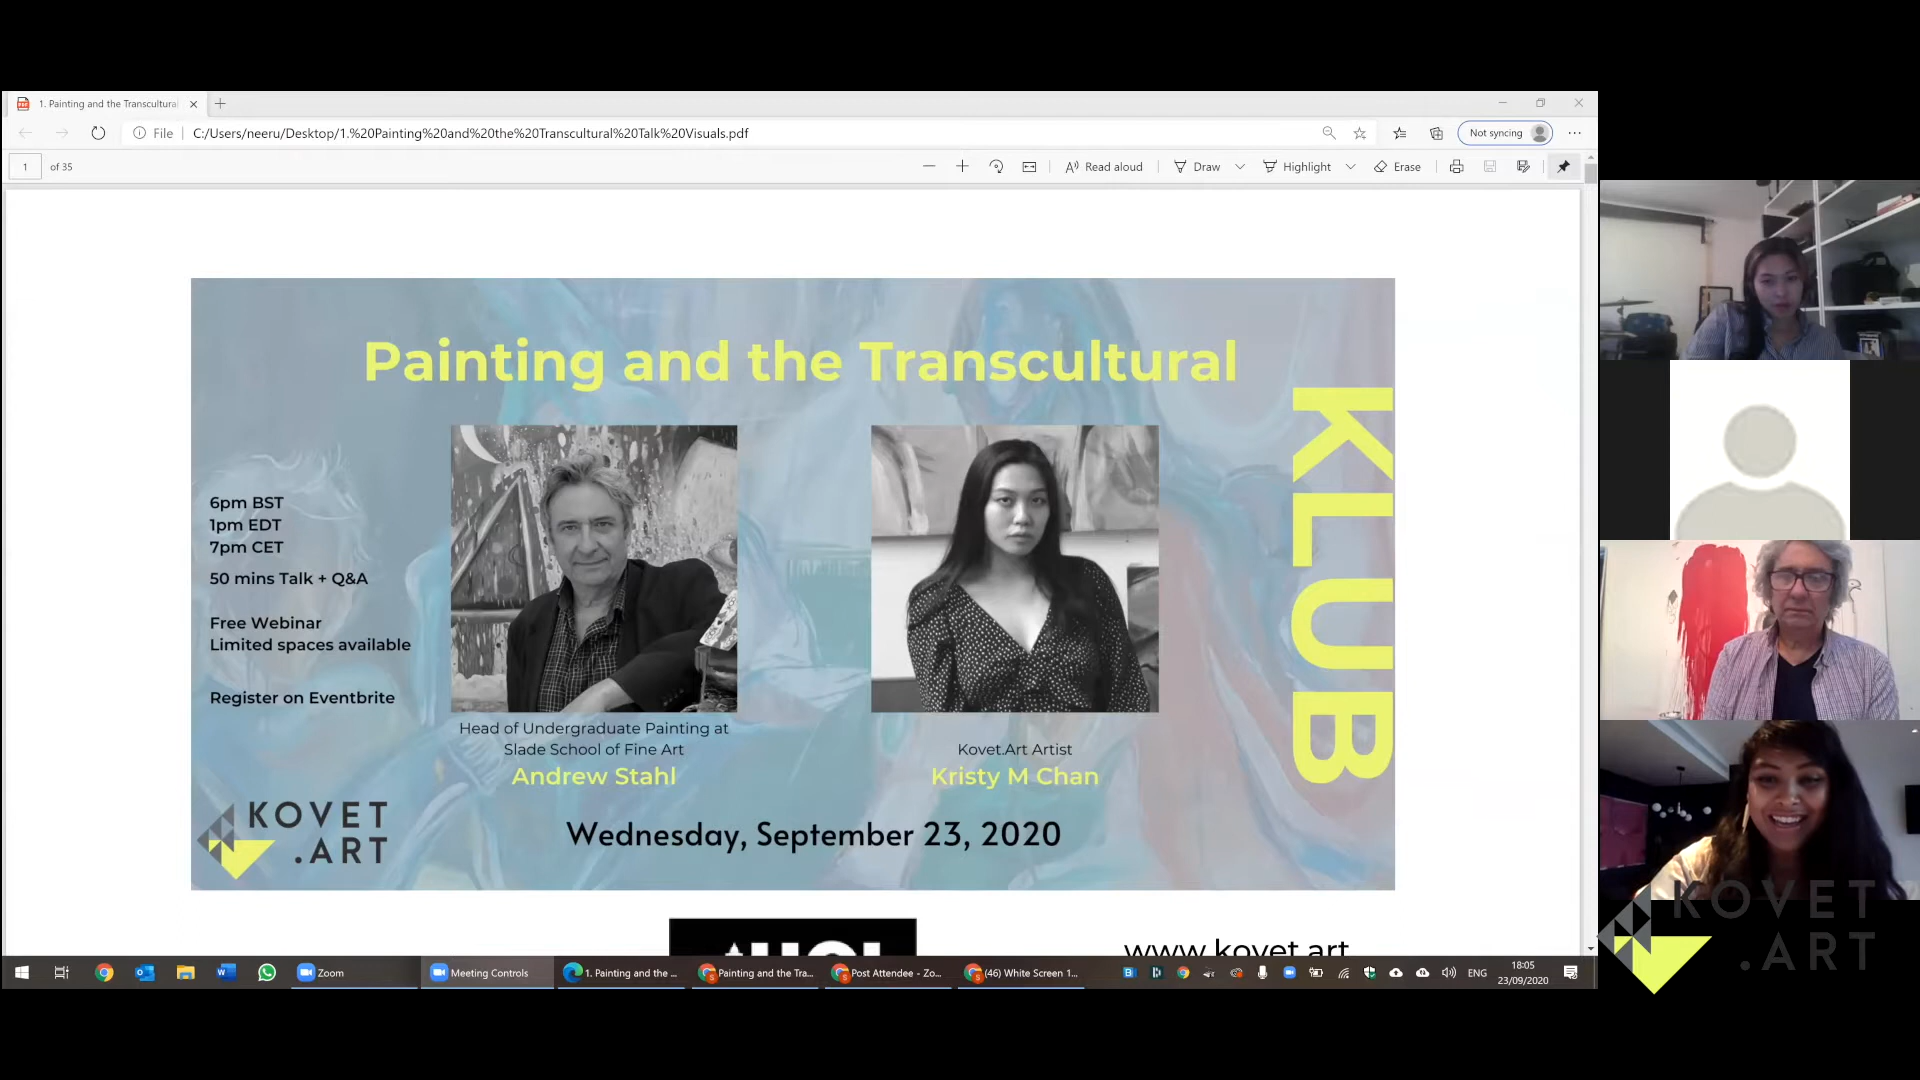 1. Painting and the Transcultural
File
C:/Users/neeru/Desktop/1.%20Painting%20and%20the%20Transcultural%20Talk%20Visuals.pdf
Not syncing
1
of 35
Read aloud
Draw
Highlight
Erase
Painting and the Transcultural
KLUB
6pm BST
1pm EDT
7pm CET
50 mins Talk + Q&A
Free Webinar
Limited spaces available
Register on Eventbrite
Head of Undergraduate Painting at
Slade School of Fine Art
Andrew Stahl
Kovet.Art Artist
Kristy M Chan
KOVET
.ART
Wednesday, September 23, 2020
www.kovet.art
KOVET
.ART
Zoom
Meeting Controls
1. Painting and the ...
Painting and the Tra...
Post Attendee - Zo...
(46) White Screen 1...
ENG
18:05
23/09/2020